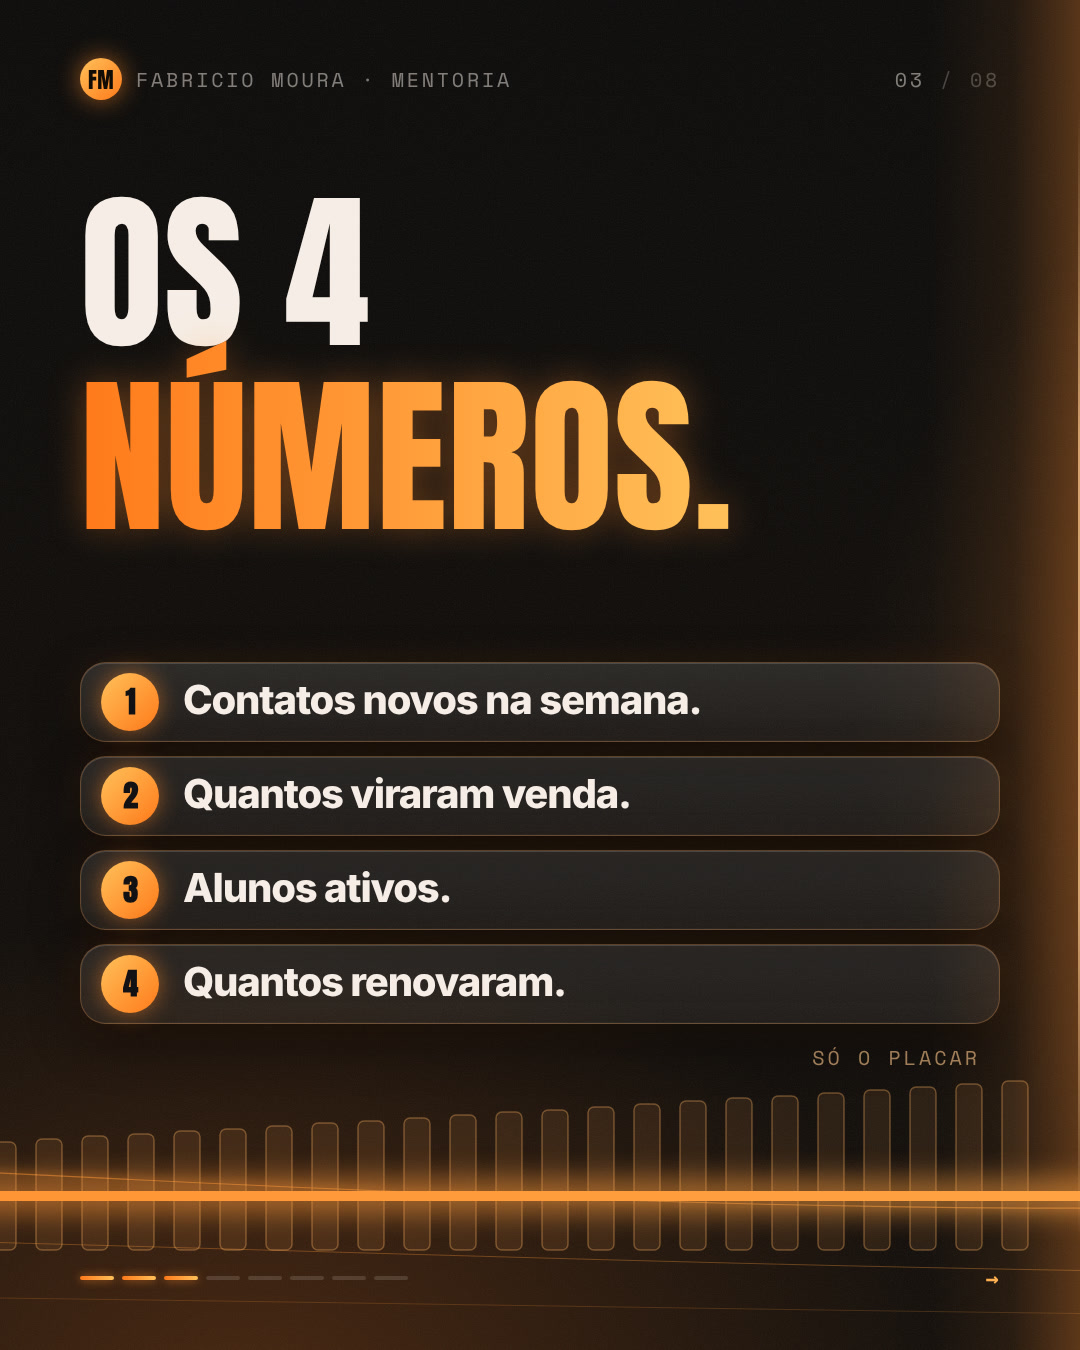 FM FABRICIO MOURA · MENTORIA
03 / 08
OS 4
NÚMEROS.
1 Contatos novos na semana.
2 Quantos viraram venda.
3 Alunos ativos.
4 Quantos renovaram.
SÓ O PLACAR
→